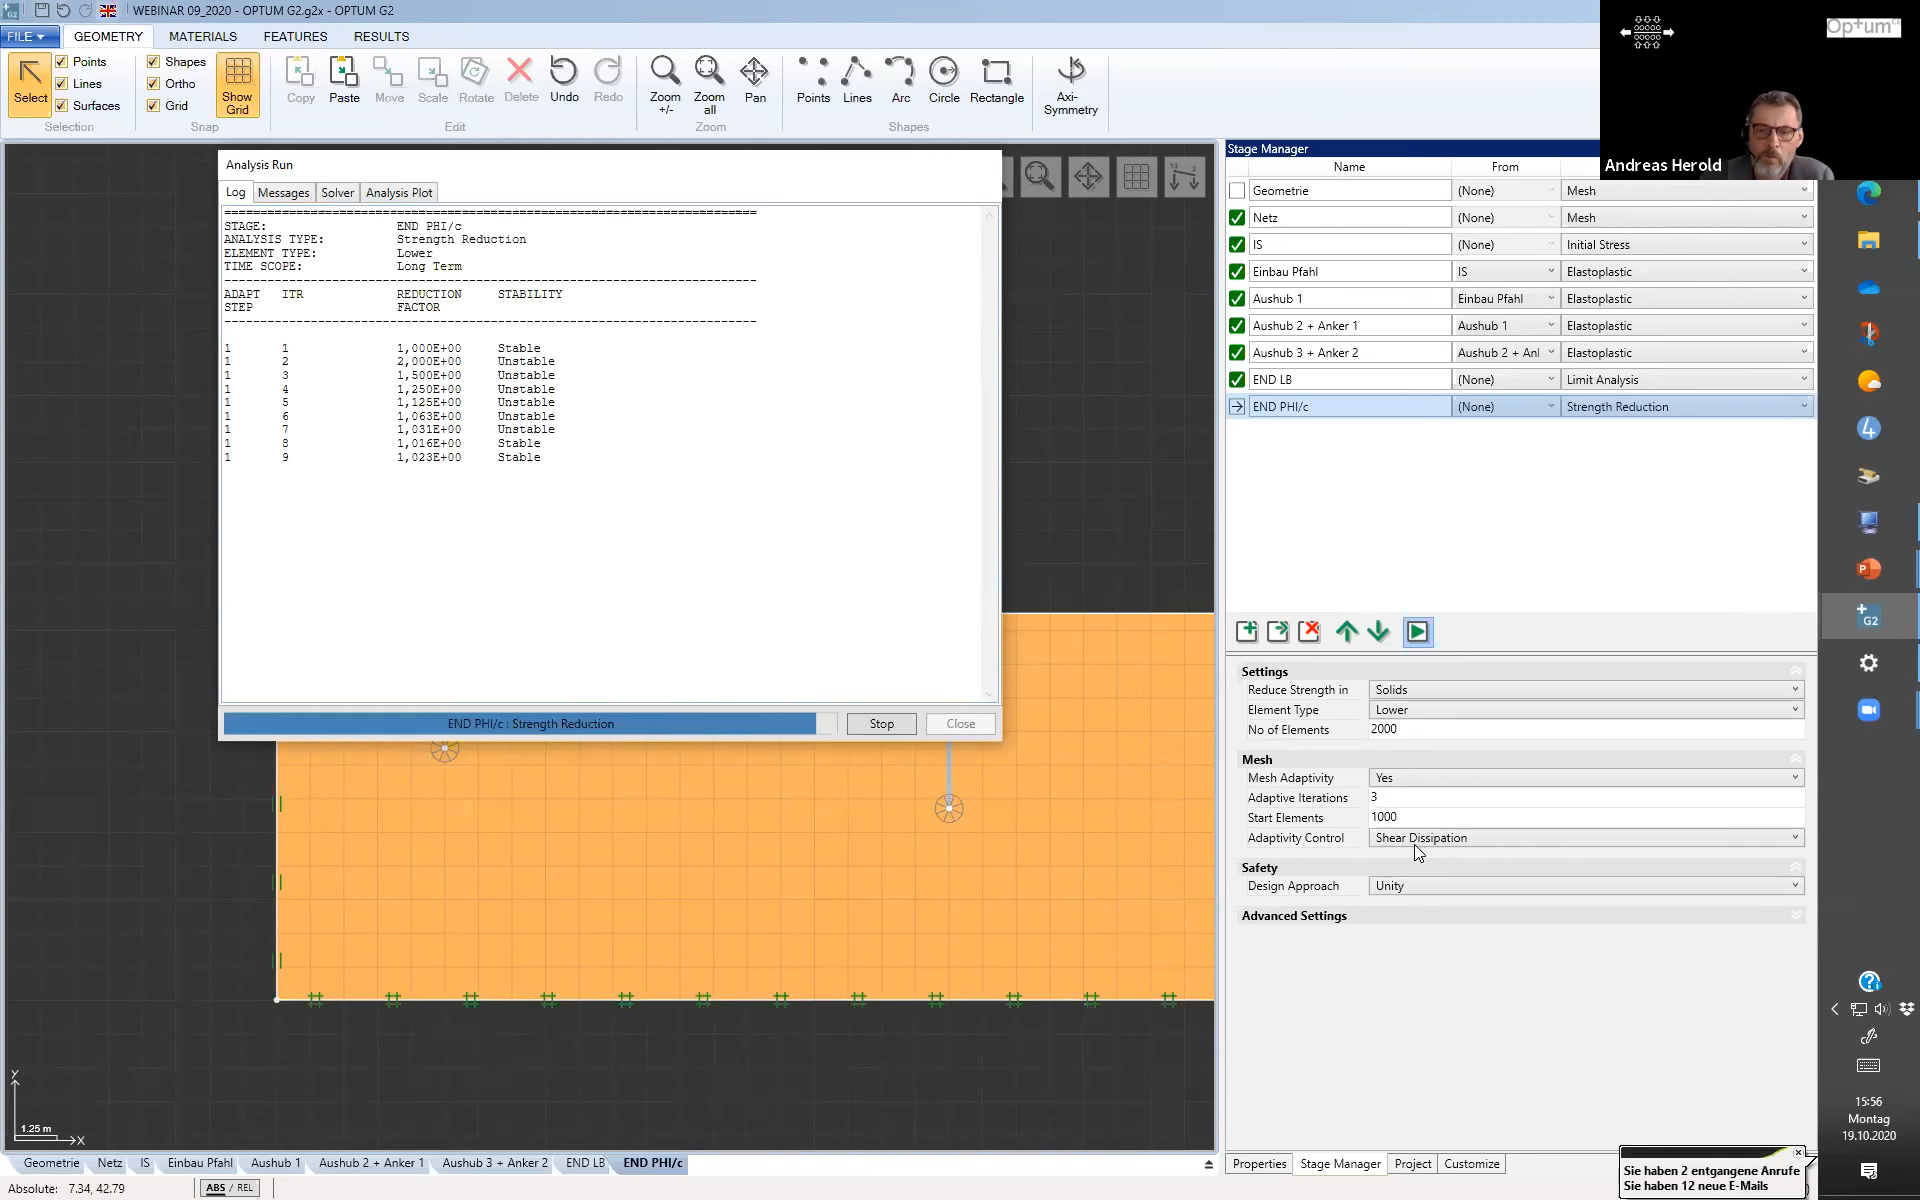 WEBINAR 09_2020 - OPTUM G2.g2x - OPTUM G2
FILE GEOMETRY MATERIALS FEATURES RESULTS
Select Points Lines Surfaces
Selection
Shapes Ortho Grid Show Grid
Snap
Copy Paste Move Scale Rotate Delete Undo Redo
Edit
Zoom +/- Zoom all Pan
Zoom
Points Lines Arc Circle Rectangle
Shapes
Axi-Symmetry
Optum
Andreas Herold
Analysis Run
Log Messages Solver Analysis Plot
STAGE: END PHI/c
ANALYSIS TYPE: Strength Reduction
ELEMENT TYPE: Lower
TIME SCOPE: Long Term
ADAPT ITR REDUCTION STABILITY
STEP FACTOR
1 1 1,000E+00 Stable
1 2 2,000E+00 Unstable
1 3 1,500E+00 Unstable
1 4 1,250E+00 Unstable
1 5 1,125E+00 Unstable
1 6 1,063E+00 Unstable
1 7 1,031E+00 Unstable
1 8 1,016E+00 Stable
1 9 1,023E+00 Stable
END PHI/c : Strength Reduction
Stop Close
Stage Manager
Name From
Geometrie (None) Mesh
Netz (None) Mesh
IS (None) Initial Stress
Einbau Pfahl IS Elastoplastic
Aushub 1 Einbau Pfahl Elastoplastic
Aushub 2 + Anker 1 Aushub 1 Elastoplastic
Aushub 3 + Anker 2 Aushub 2 + Anl Elastoplastic
END LB (None) Limit Analysis
END PHI/c (None) Strength Reduction
Settings
Reduce Strength in Solids
Element Type Lower
No of Elements 2000
Mesh
Mesh Adaptivity Yes
Adaptive Iterations 3
Start Elements 1000
Adaptivity Control Shear Dissipation
Safety
Design Approach Unity
Advanced Settings
Y
1.25 m
X
Geometrie Netz IS Einbau Pfahl Aushub 1 Aushub 2 + Anker 1 Aushub 3 + Anker 2 END LB END PHI/c
Properties Stage Manager Project Customize
Absolute: 7.34, 42.79 ABS / REL
G2
15:56
Montag
19.10.2020
Sie haben 2 entgangene Anrufe
Sie haben 12 neue E-Mails